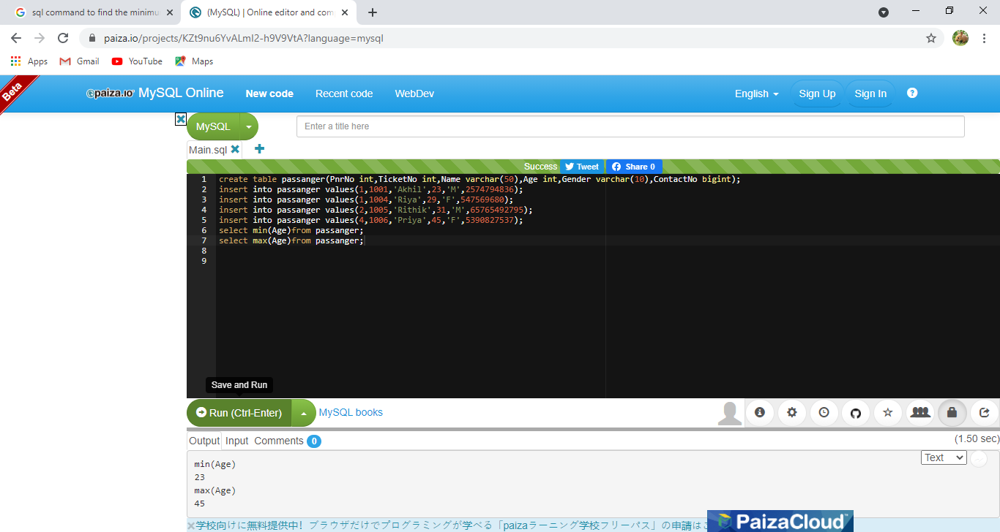 sql command to find the minimu
(MySQL) | Online editor and com
paiza.io/projects/KZt9nu6YvALmI2-h9V9VtA?language=mysql
Apps Gmail YouTube Maps
Beta
paiza.io MySQL Online New code Recent code WebDev English Sign Up Sign In ?
MySQL Enter a title here
Main.sql
Success Tweet Share 0
1 create table passanger(PnrNo int,TicketNo int,Name varchar(50),Age int,Gender varchar(10),ContactNo bigint);
2 insert into passanger values(1,1001,'Akhil',23,'M',2574794836);
3 insert into passanger values(1,1004,'Riya',29,'F',547569680);
4 insert into passanger values(2,1005,'Rithik',31,'M',65765492795);
5 insert into passanger values(4,1006,'Priya',45,'F',5390827537);
6 select min(Age)from passanger;
7 select max(Age)from passanger;
8
9
Save and Run
Run (Ctrl-Enter) MySQL books
Output Input Comments 0 (1.50 sec)
Text
min(Age)
23
max(Age)
45
学校向けに無料提供中！ブラウザだけでプログラミングが学べる「paizaラーニング学校フリーパス」の申請はこ
PaizaCloud